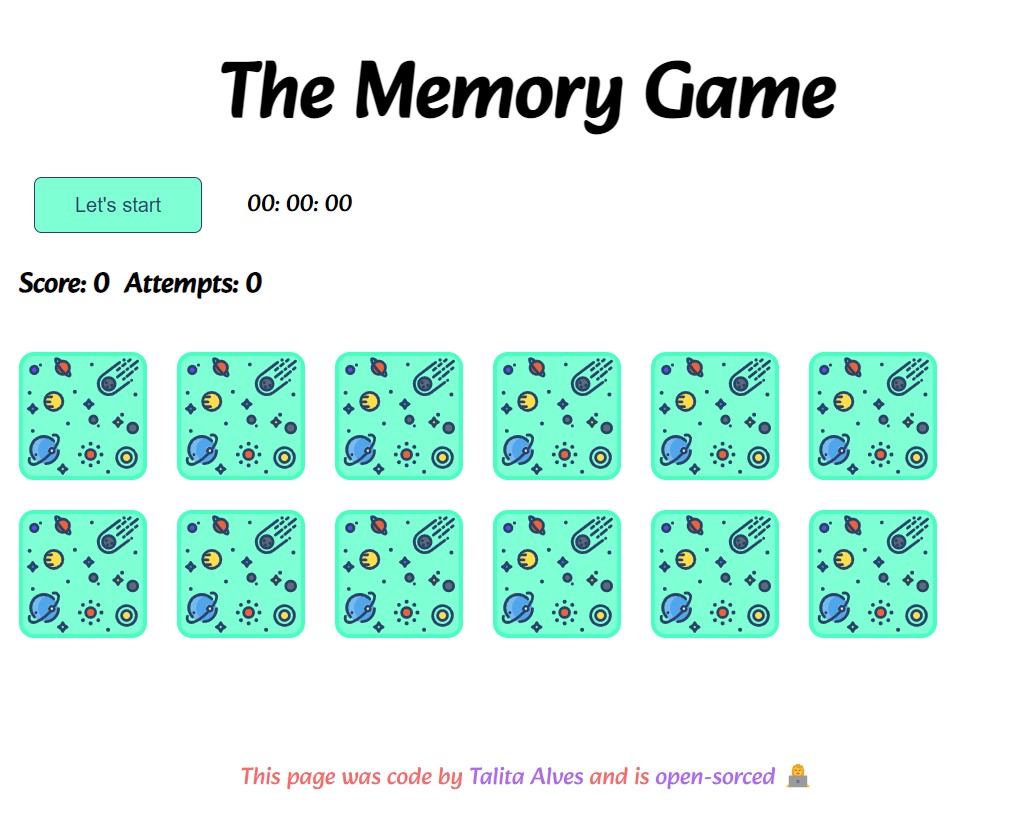 The Memory Game
Let's start
00: 00: 00
Score: 0 Attempts: 0
This page was code by Talita Alves and is open-sorced